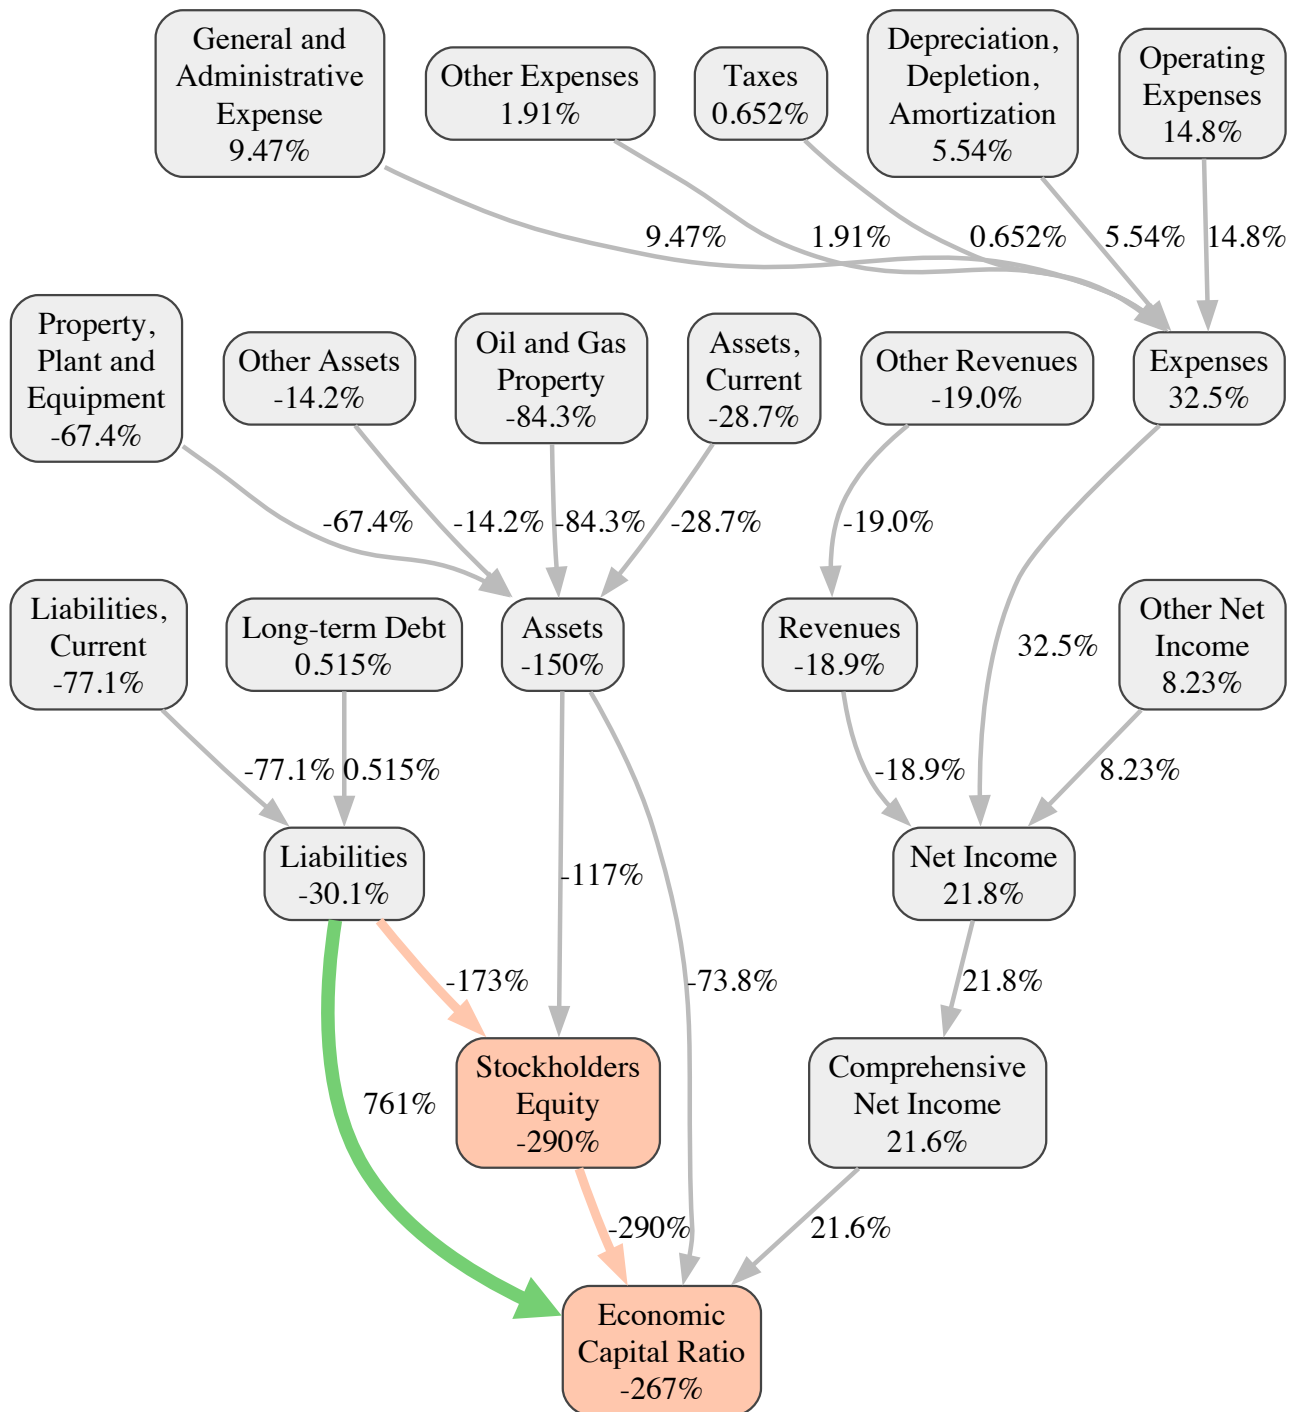 General and
Administrative
Expense
9.47%
Other Expenses
1.91%
Taxes
0.652%
Depreciation,
Depletion,
Amortization
5.54%
Operating
Expenses
14.8%
9.47%
1.91%
0.652%
5.54%
14.8%
Property,
Plant and
Equipment
-67.4%
Other Assets
-14.2%
Oil and Gas
Property
-84.3%
Assets,
Current
-28.7%
Other Revenues
-19.0%
Expenses
32.5%
-67.4%
-14.2%
-84.3%
-28.7%
-19.0%
Liabilities,
Current
-77.1%
Long-term Debt
0.515%
Assets
-150%
Revenues
-18.9%
32.5%
Other Net
Income
8.23%
-77.1%
0.515%
-18.9%
8.23%
Liabilities
-30.1%
-117%
Net Income
21.8%
-173%
-73.8%
21.8%
761%
Stockholders
Equity
-290%
Comprehensive
Net Income
21.6%
-290%
21.6%
Economic
Capital Ratio
-267%